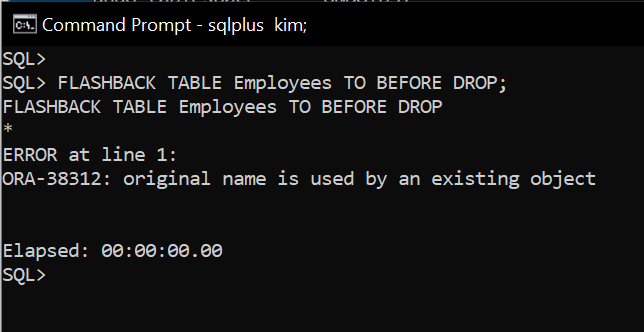 Command Prompt - sqlplus  kim;
SQL>
SQL> FLASHBACK TABLE Employees TO BEFORE DROP;
FLASHBACK TABLE Employees TO BEFORE DROP
*
ERROR at line 1:
ORA-38312: original name is used by an existing object
Elapsed: 00:00:00.00
SQL>